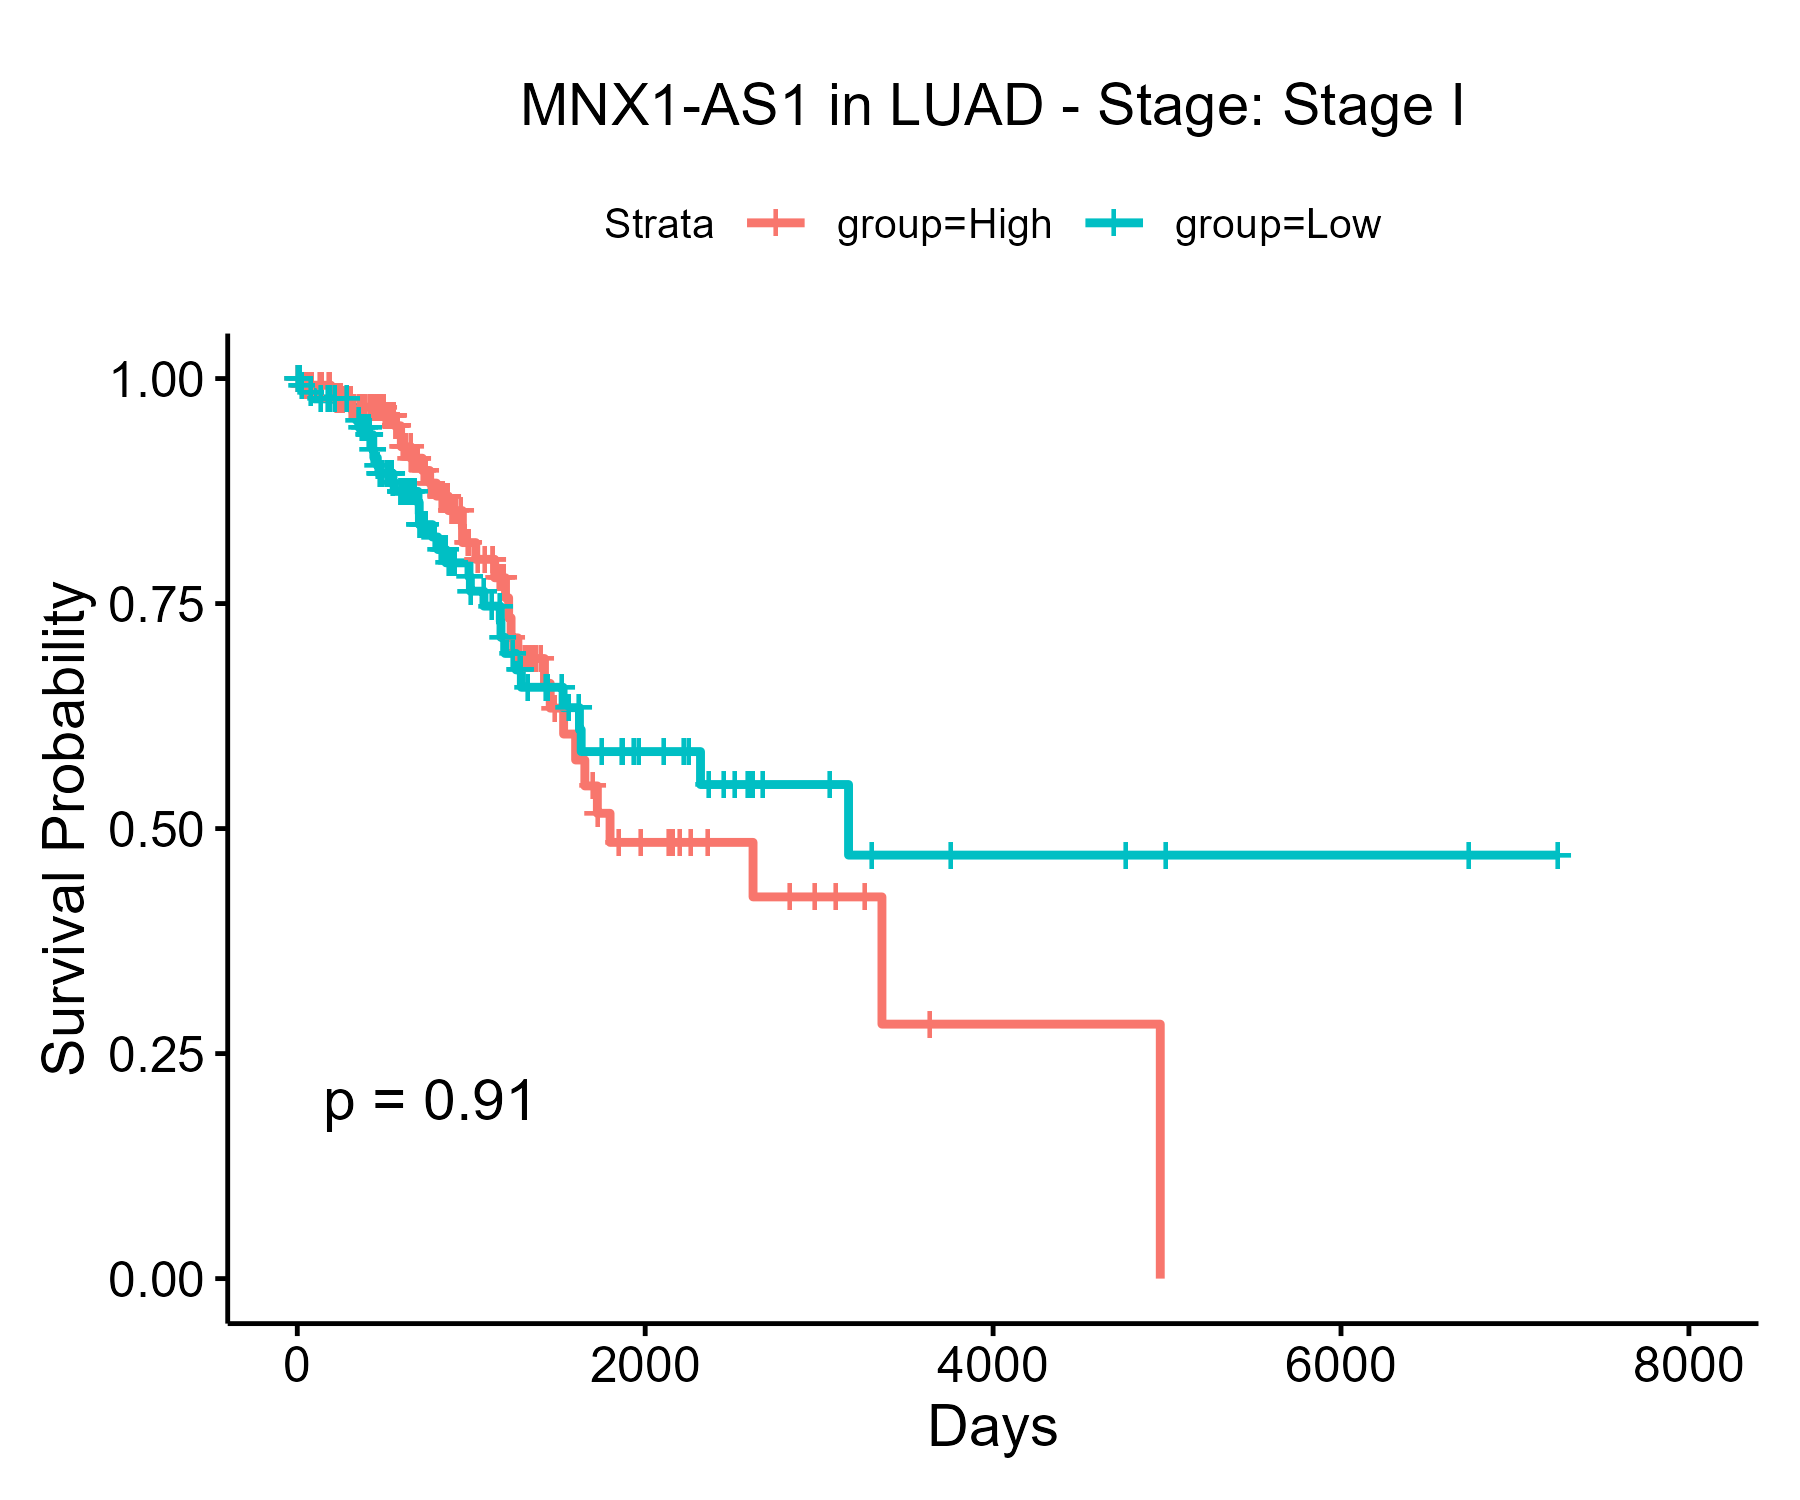 MNX1-AS1 in LUAD - Stage: Stage I
Strata group=High group=Low
Survival Probability
1.00
0.75
0.50
0.25
0.00
p = 0.91
0 2000 4000 6000 8000
Days